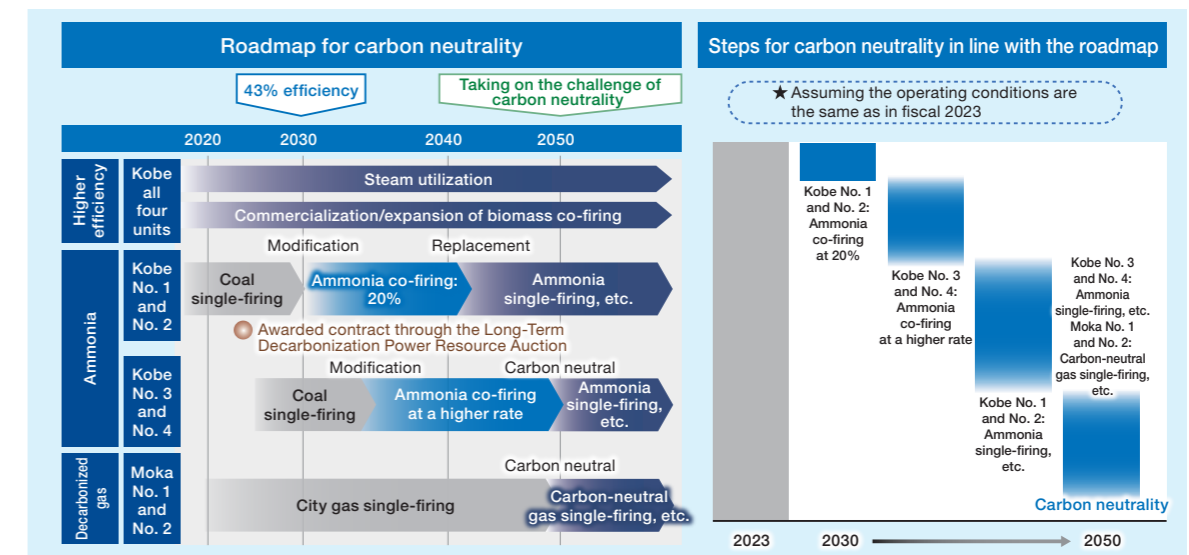 Roadmap for carbon neutrality
43% efficiency
Taking on the challenge of
carbon neutrality
2020
2030
2040
2050
Higher
efficiency
Kobe
all
four
units
Steam utilization
Commercialization/expansion of biomass co-firing
Ammonia
Kobe
No. 1
and
No. 2
Modification
Replacement
Coal
single-firing
Ammonia co-firing:
20%
Ammonia
single-firing, etc.
Awarded contract through the Long-Term
Decarbonization Power Resource Auction
Kobe
No. 3
and
No. 4
Modification
Carbon neutral
Coal
single-firing
Ammonia co-firing
at a higher rate
Ammonia
single-firing,
etc.
Decarbonized
gas
Moka
No. 1
and
No. 2
Carbon neutral
City gas single-firing
Carbon-neutral
gas single-firing, etc.
Steps for carbon neutrality in line with the roadmap
★ Assuming the operating conditions are
the same as in fiscal 2023
Kobe No. 1
and No. 2:
Ammonia
co-firing
at 20%
Kobe No. 3
and No. 4:
Ammonia
co-firing
at a higher rate
Kobe No. 1
and No. 2:
Ammonia
single-firing,
etc.
Kobe No. 3
and No. 4:
Ammonia
single-firing, etc.
Moka No. 1
and No. 2:
Carbon-neutral
gas single-firing,
etc.
Carbon neutrality
2023
2030
2050